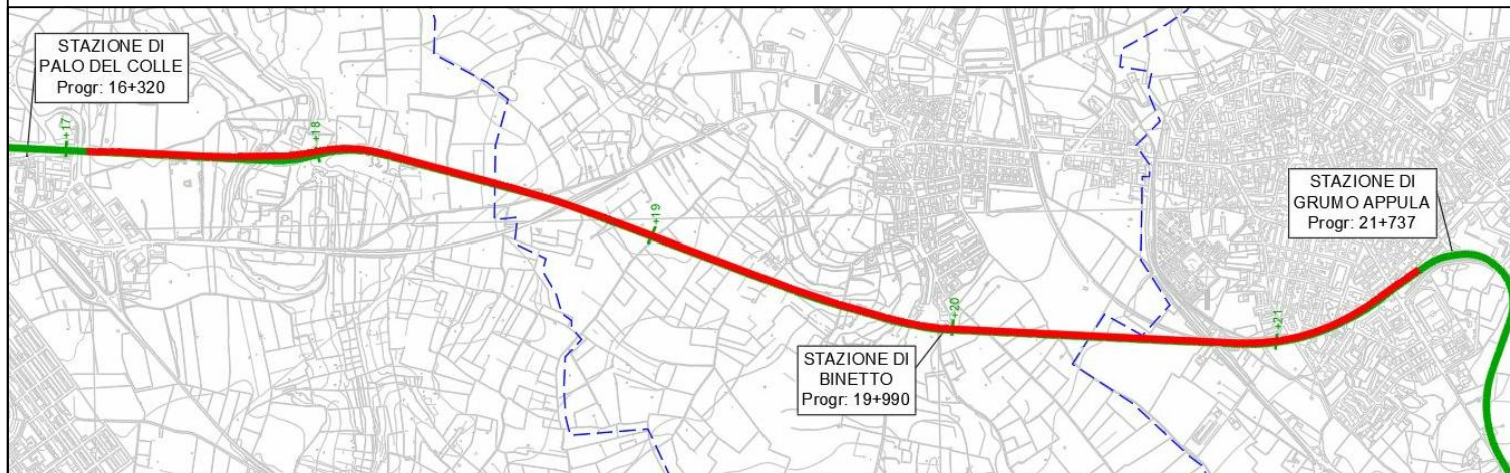 STAZIONE DI
PALO DEL COLLE
Progr: 16+320
+17
+18
+19
STAZIONE DI
BINETTO
Progr: 19+990
+20
+21
STAZIONE DI
GRUMO APPULA
Progr: 21+737